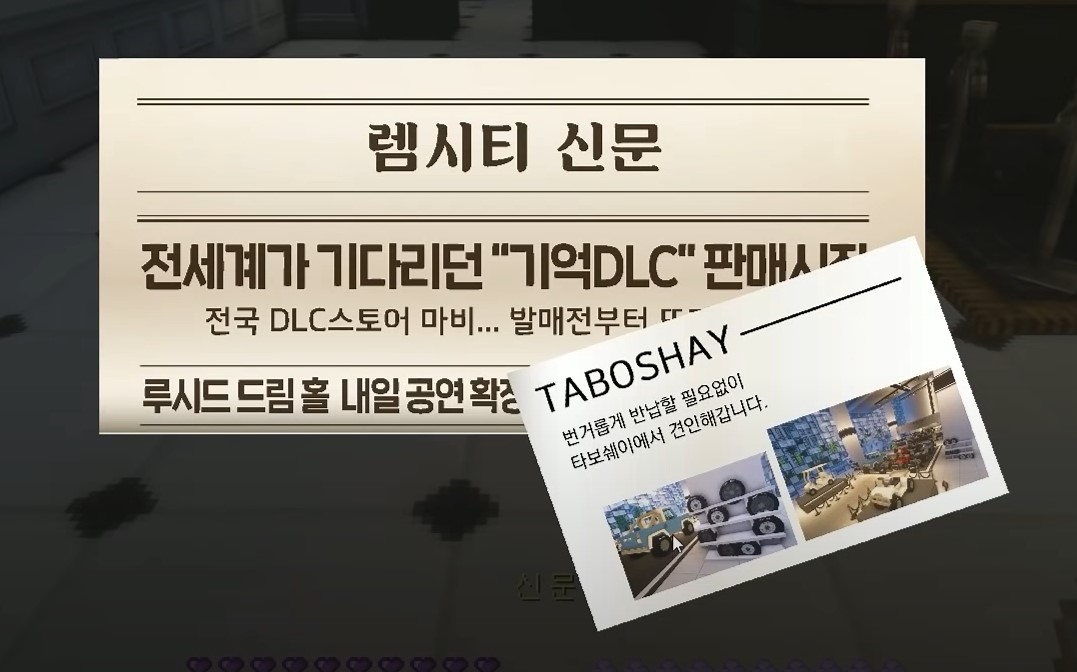 렘시티 신문
전세계가 기다리던 "기억DLC" 판매시작
전국 DLC스토어 마비... 발매전부터
루시드 드림 홀 내일 공연 확정
TABOSHAY
번거롭게 반납할 필요없이
타보쉐이에서 견인해갑니다.
신문